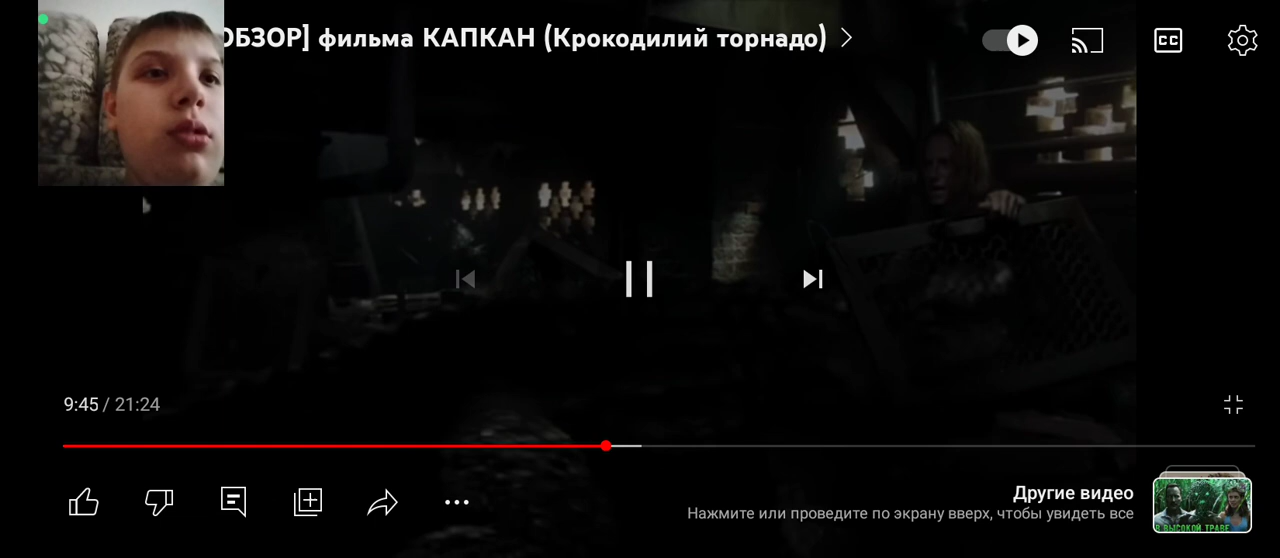 ОБЗОР] фильма КАПКАН (Крокодилий торнадо)
CC
9:45 / 21:24
Другие видео
Нажмите или проведите по экрану вверх, чтобы увидеть все
В ВЫСОКОЙ ТРАВЕ